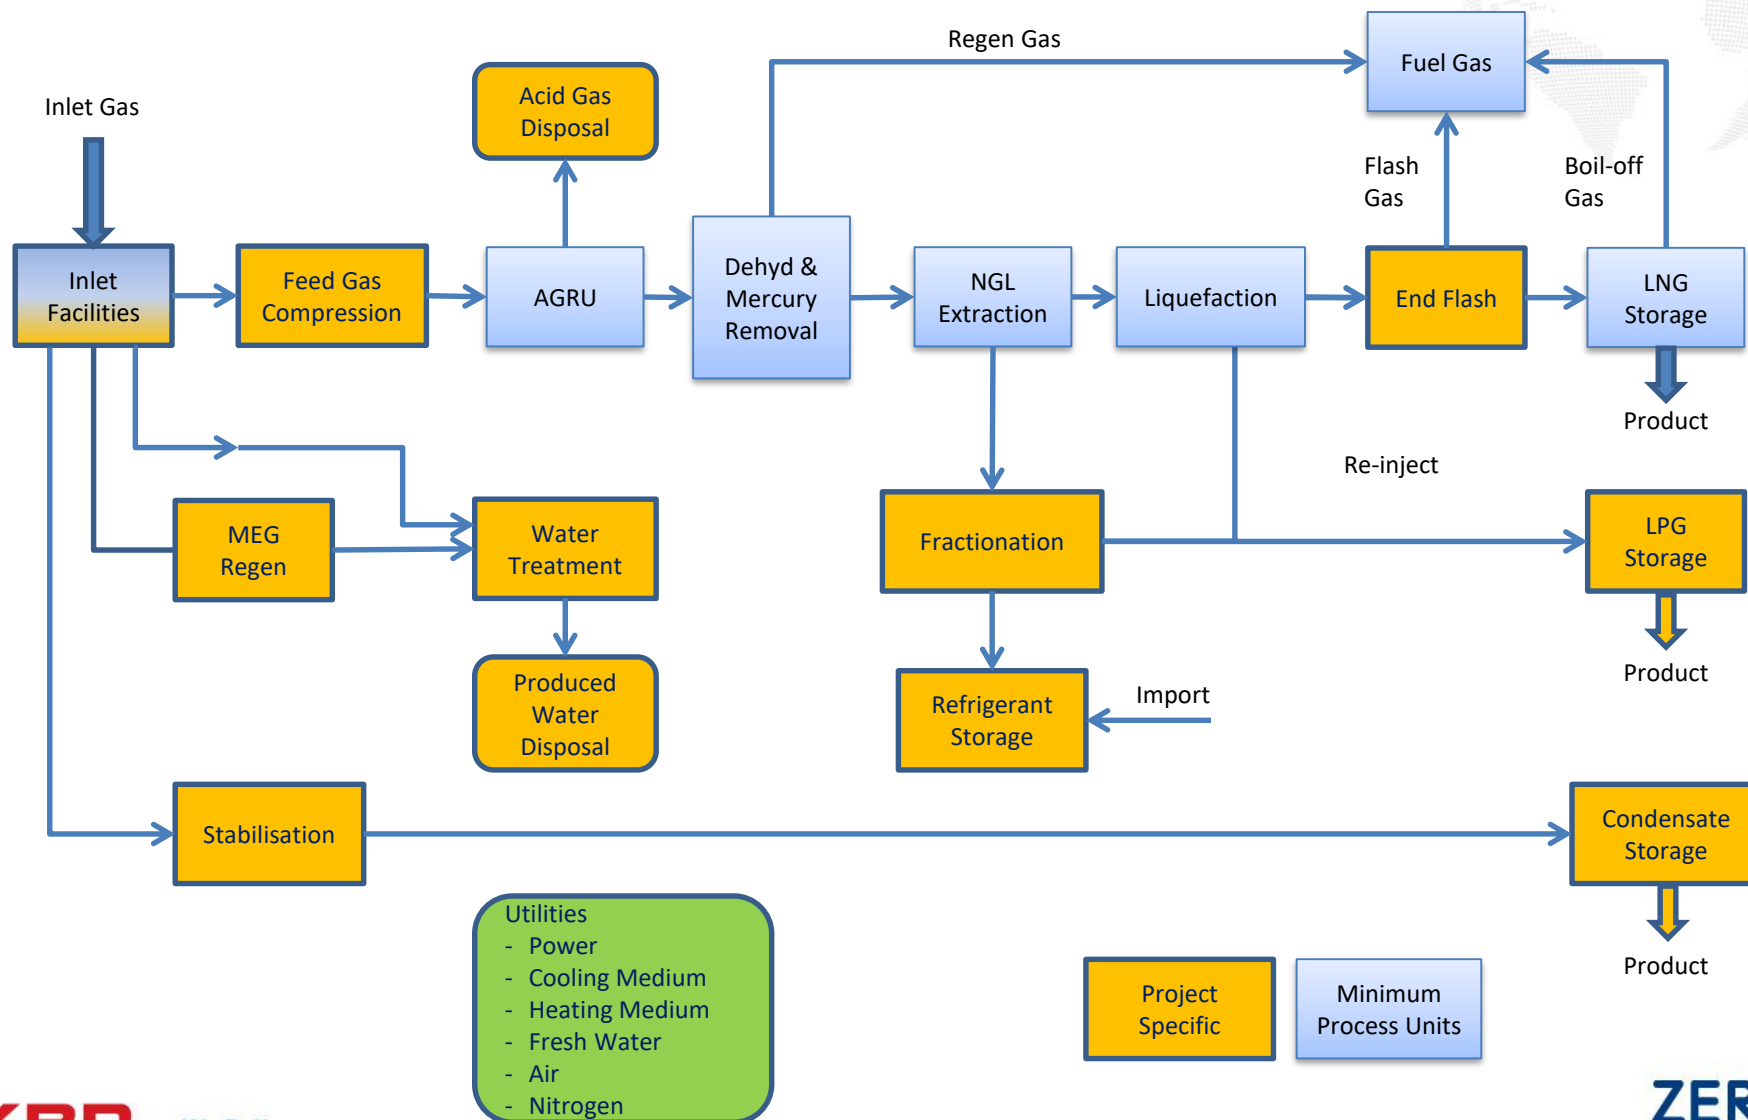 Regen Gas
Fuel Gas
Inlet Gas
Acid Gas
Disposal
Flash
Gas
Boil-off
Gas
Inlet
Facilities
Feed Gas
Compression
AGRU
Dehyd &
Mercury
Removal
NGL
Extraction
Liquefaction
End Flash
LNG
Storage
Product
Re-inject
MEG
Regen
Water
Treatment
Fractionation
LPG
Storage
Produced
Water
Disposal
Refrigerant
Storage
Import
Product
Stabilisation
Condensate
Storage
Utilities
- Power
- Cooling Medium
- Heating Medium
- Fresh Water
- Air
- Nitrogen
Project
Specific
Minimum
Process Units
Product